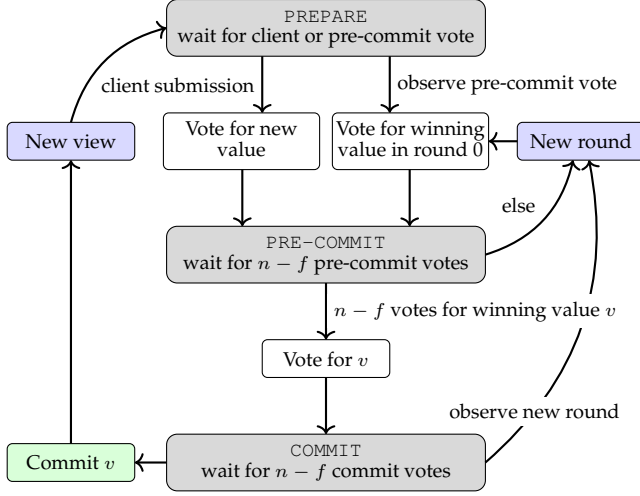 PREPARE
wait for client or pre-commit vote
client submission
observe pre-commit vote
New view
Vote for new
value
Vote for winning
value in round 0
New round
else
PRE-COMMIT
wait for n − f pre-commit votes
n − f votes for winning value v
Vote for v
observe new round
Commit v
COMMIT
wait for n − f commit votes